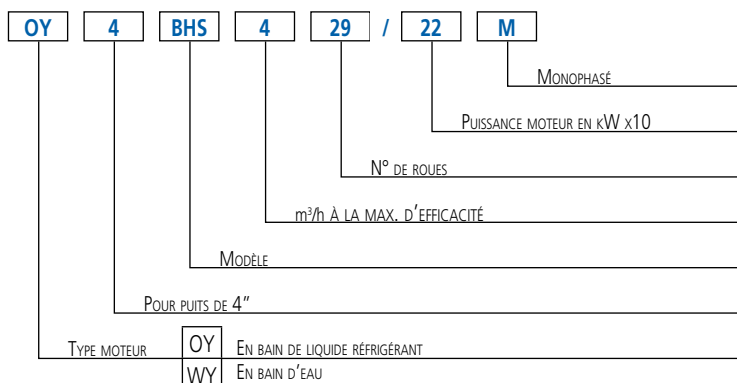 OY 4 BHS 4 29 / 22 M
Monophasé
Puissance moteur en kW x10
N° de roues
m³/h à la max. d'efficacité
Modèle
Pour puits de 4"
Type moteur OY En bain de liquide réfrigérant
WY En bain d'eau